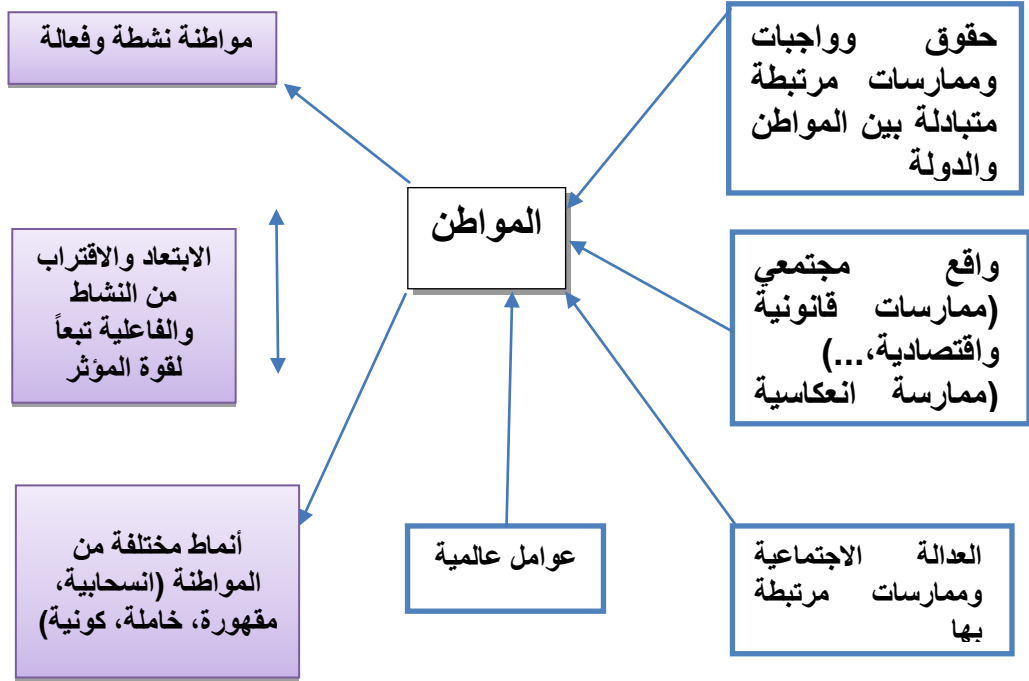 حقوق وواجبات
وممارسات مرتبطة
متبادلة بين المواطن
والدولة
مواطنة نشطة وفعالة
المواطن
واقع مجتمعي
(ممارسات قانونية
واقتصادية،...)
(ممارسة انعكاسية
الابتعاد والاقتراب
من النشاط
والفاعلية تبعاً
لقوة المؤثر
العدالة الاجتماعية
وممارسات مرتبطة
بها
عوامل عالمية
أنماط مختلفة من
المواطنة (انسحابية،
مقهورة، خاملة، كونية)